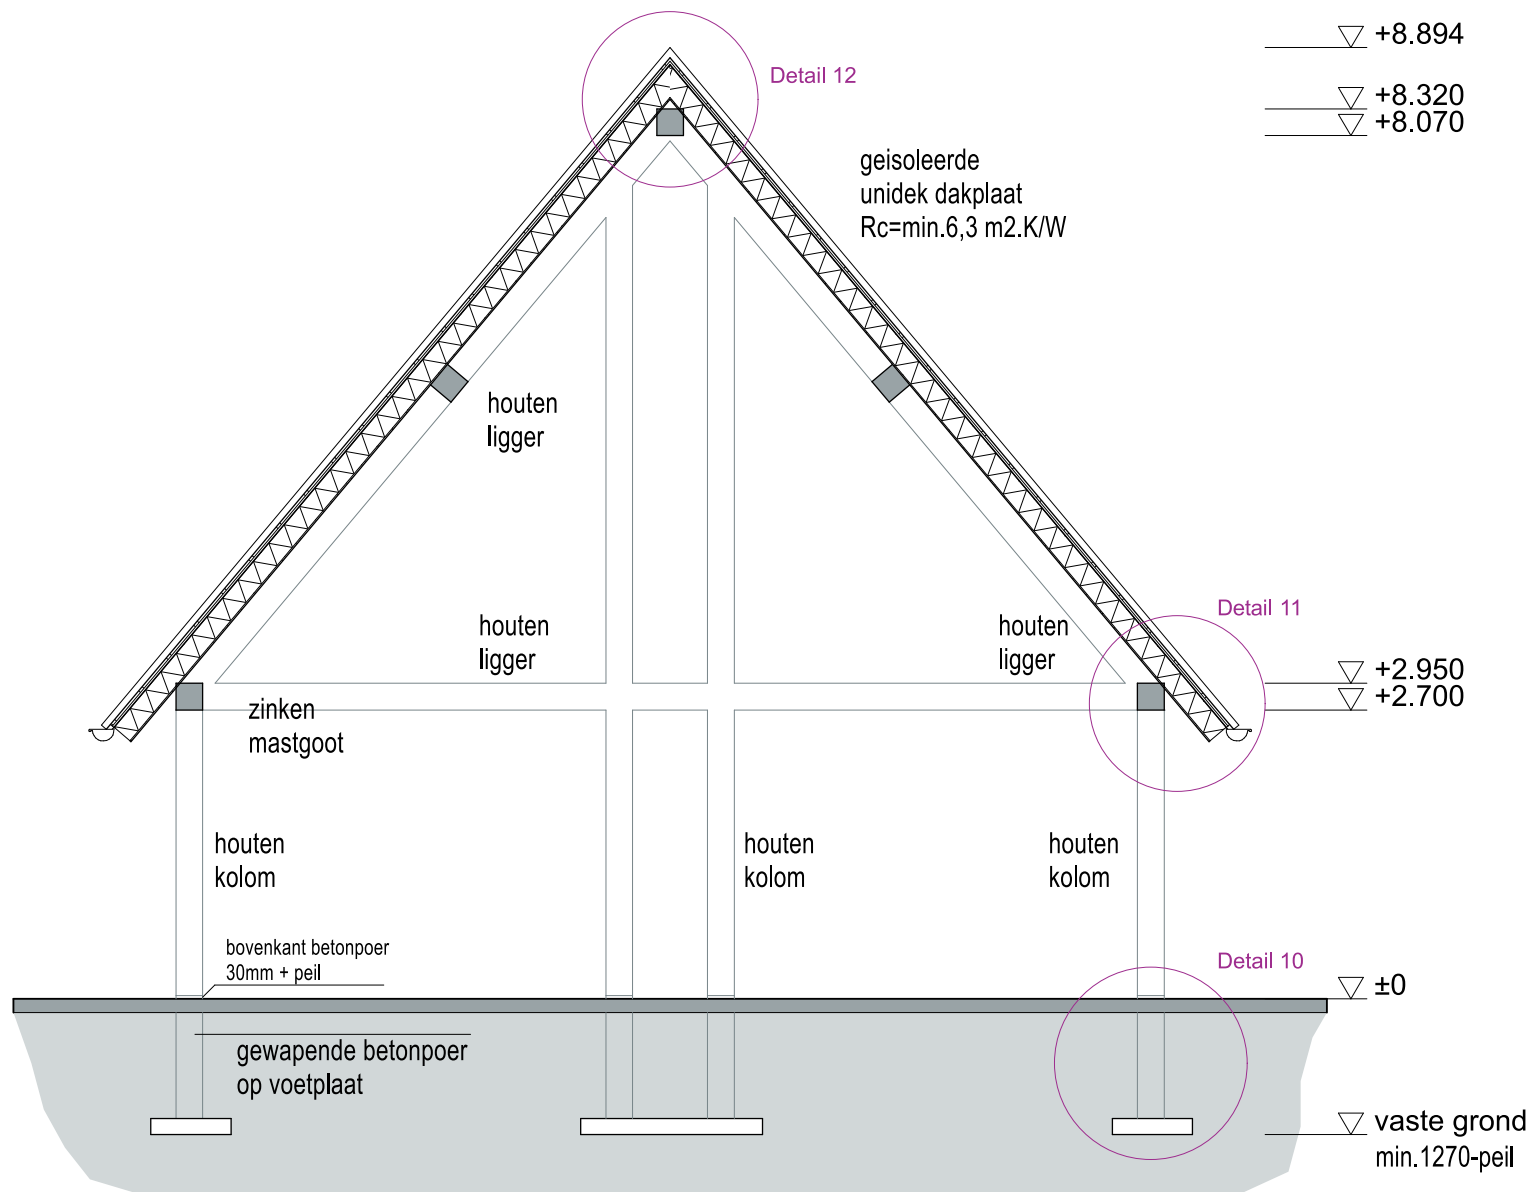 +8.894
Detail 12
+8.320
+8.070
geisoleerde
unidek dakplaat
Rc=min.6,3 m2.K/W
houten
ligger
Detail 11
houten
ligger
houten
ligger
+2.950
+2.700
zinken
mastgoot
houten
kolom
houten
kolom
houten
kolom
bovenkant betonpoer
30mm + peil
Detail 10
±0
gewapende betonpoer
op voetplaat
vaste grond
min.1270-peil